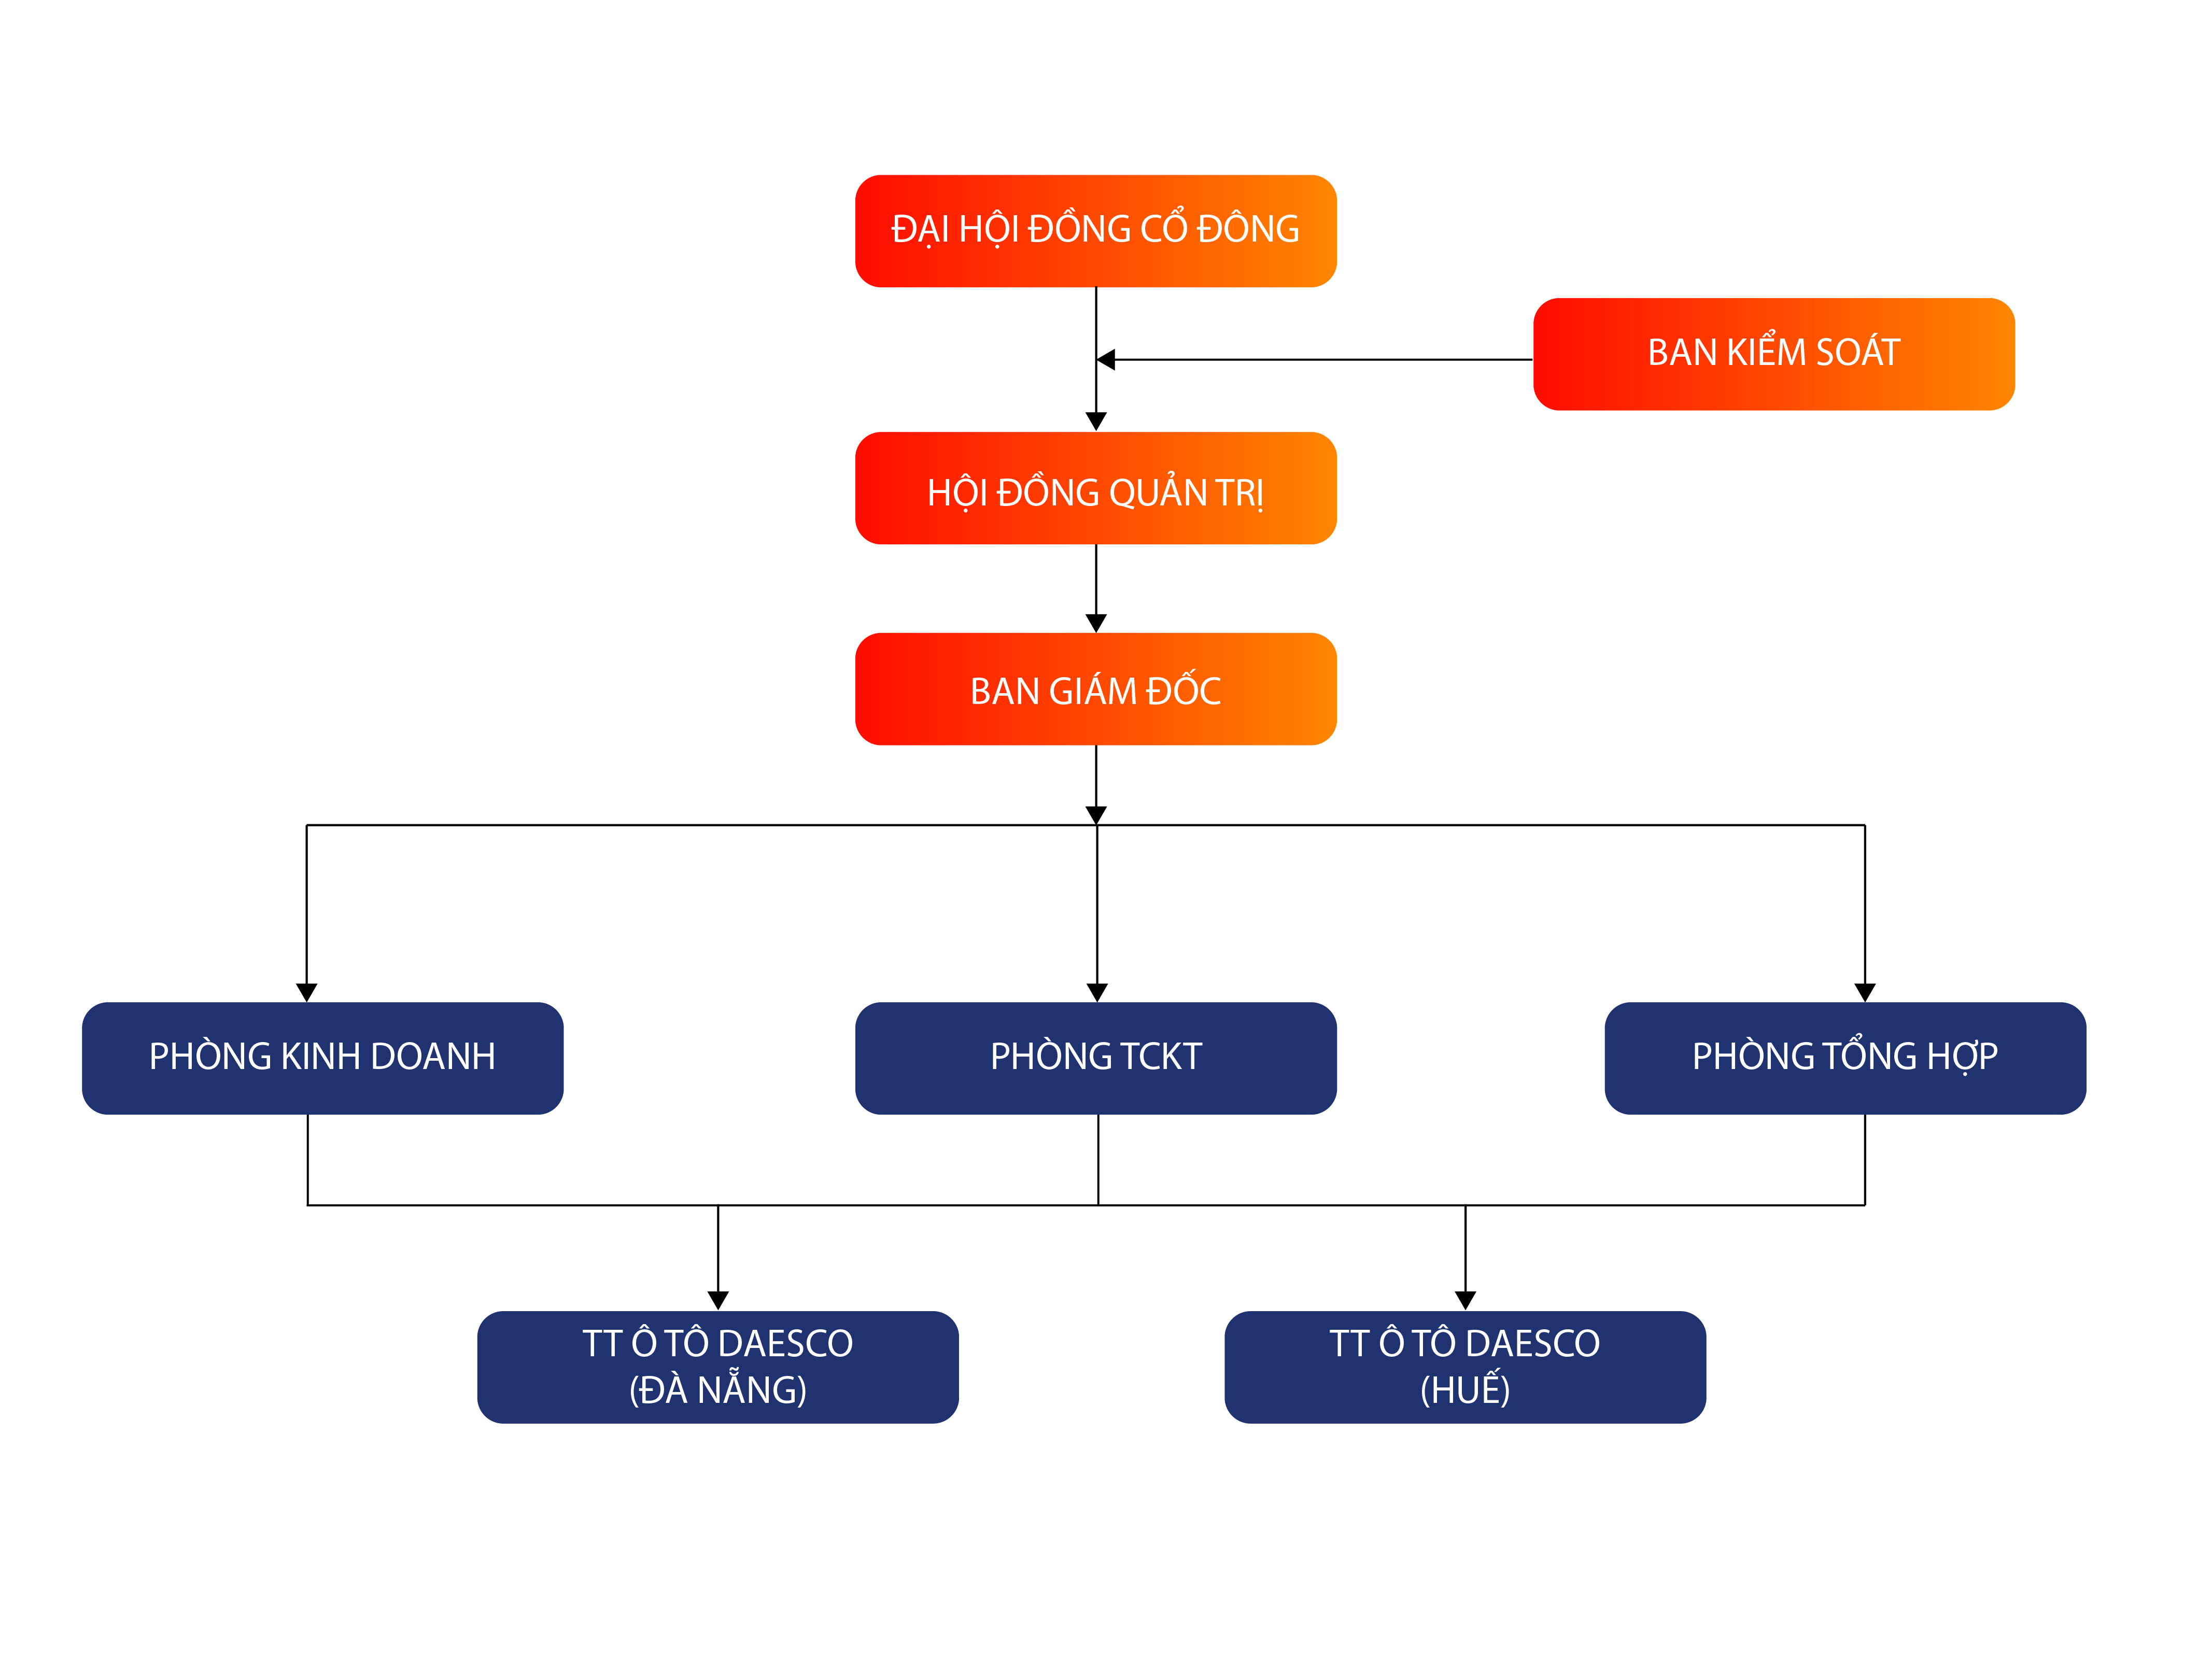 ĐẠI HỘI ĐỒNG CỔ ĐÔNG
BAN KIỂM SOÁT
HỘI ĐỒNG QUẢN TRỊ
BAN GIÁM ĐỐC
PHÒNG KINH DOANH
PHÒNG TCKT
PHÒNG TỔNG HỢP
TT Ô TÔ DAESCO
(ĐÀ NẴNG)
TT Ô TÔ DAESCO
(HUẾ)